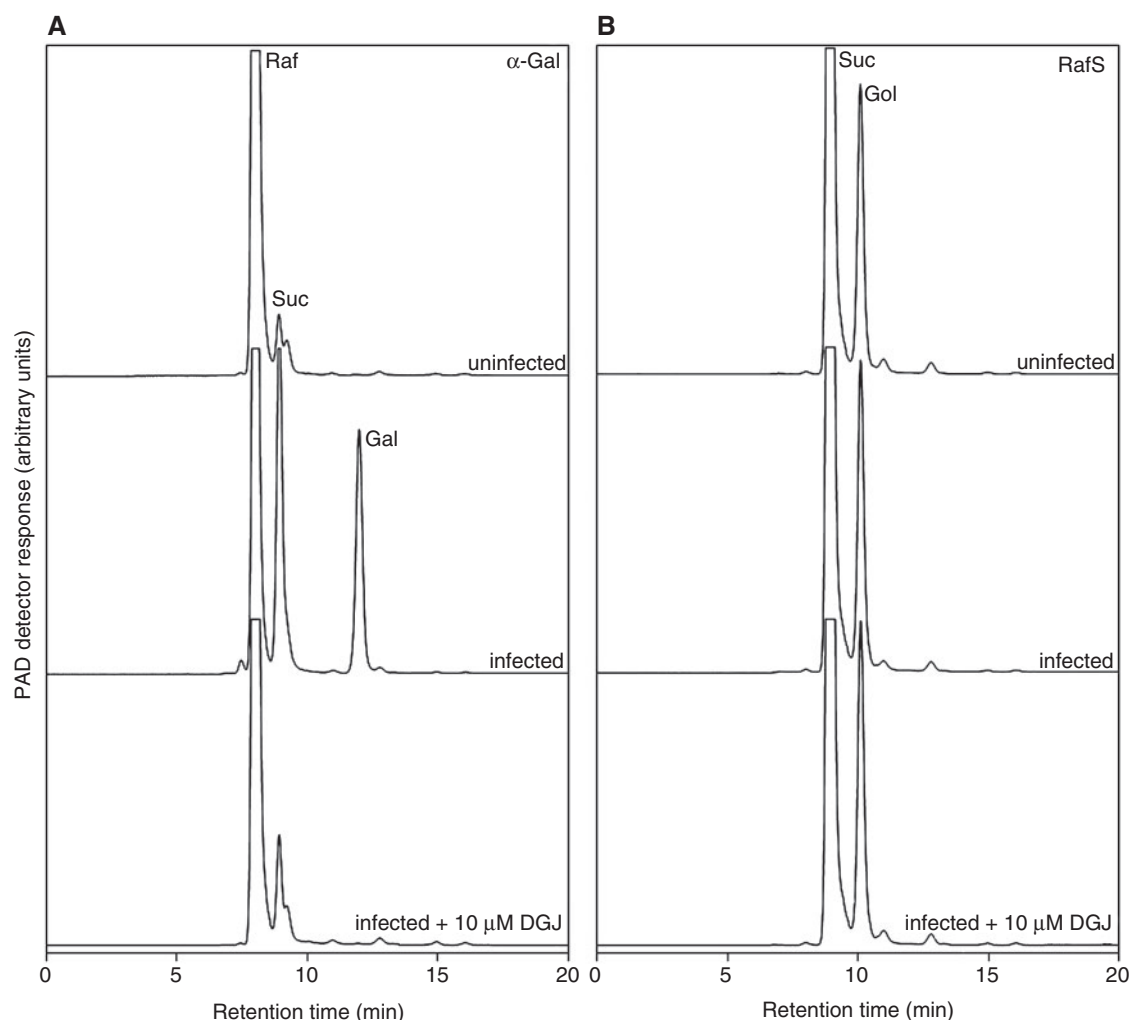 A
B
Raf
α-Gal
Suc
RafS
Gol
Suc
uninfected
uninfected
Gal
infected
infected
infected + 10 μM DGJ
infected + 10 μM DGJ
PAD detector response (arbitrary units)
0 5 10 15 20
0 5 10 15 20
Retention time (min)
Retention time (min)